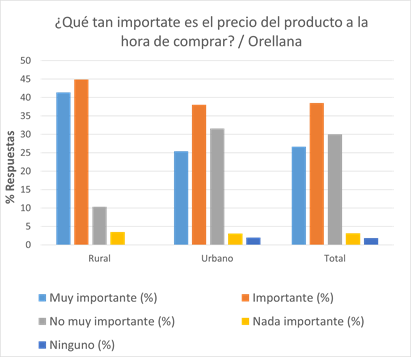 ¿Qué tan importate es el precio del producto a la
hora de comprar? / Orellana
% Respuestas
50
45
40
35
30
25
20
15
10
5
0
Rural
Urbano
Total
Muy importante (%)
Importante (%)
No muy importante (%)
Nada importante (%)
Ninguno (%)